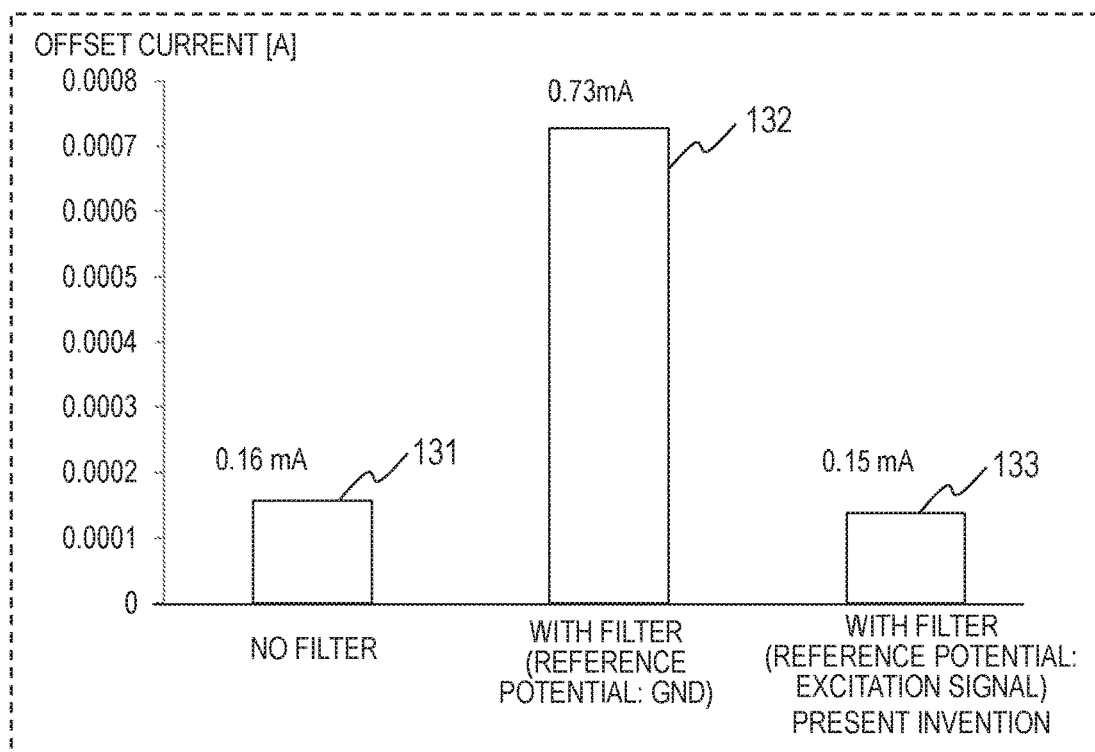 OFFSET CURRENT [A]
0.0008
0.0007
0.0006
0.0005
0.0004
0.0003
0.0002
0.0001
0
0.16 mA
131
0.73mA
132
0.15 mA
133
NO FILTER
WITH FILTER
(REFERENCE
POTENTIAL: GND)
WITH FILTER
(REFERENCE POTENTIAL:
EXCITATION SIGNAL)
PRESENT INVENTION